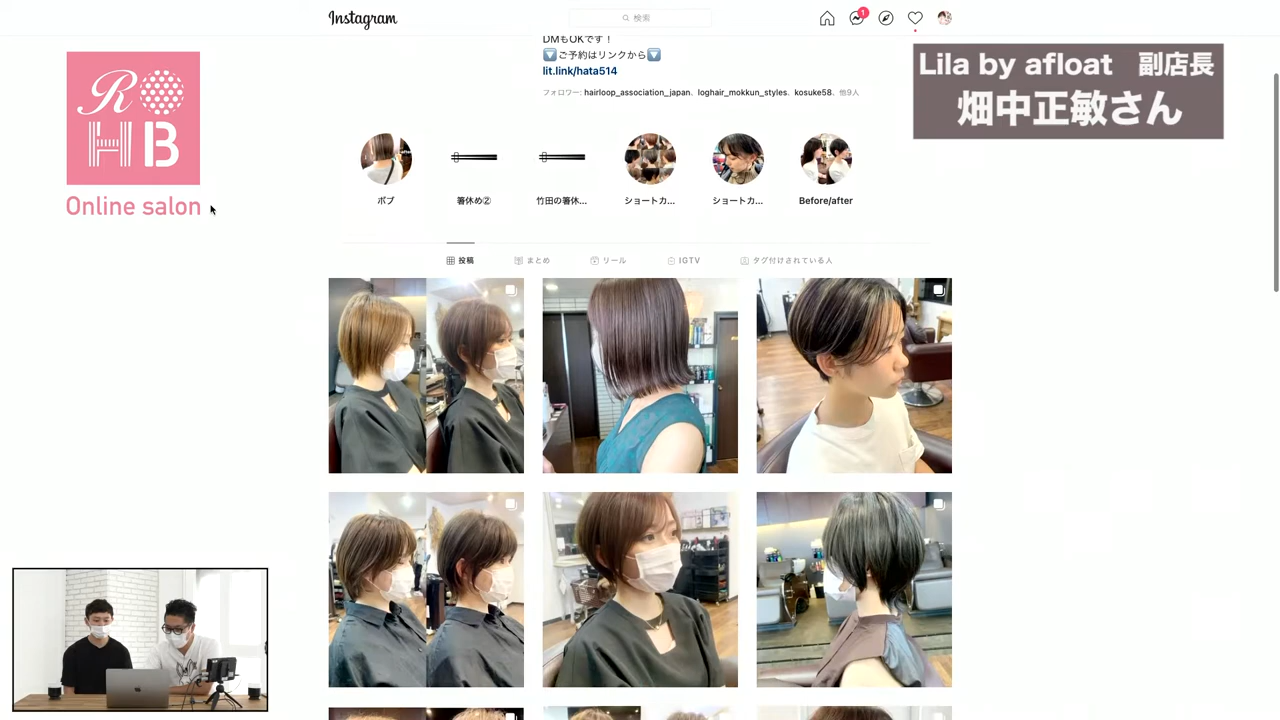 Instagram
検索
1
DMもOKです！
🔽ご予約はリンクから🔽
lit.link/hata514
フォロワー: hairloop_association_japan、loghair_mokkun_styles、kosuke58、他9人
Lila by afloat 副店長
畑中正敏さん
R
HB
Online salon
ボブ
箸休め②
竹田の箸休...
ショートカ...
ショートカ...
Before/after
投稿
まとめ
リール
IGTV
タグ付けされている人